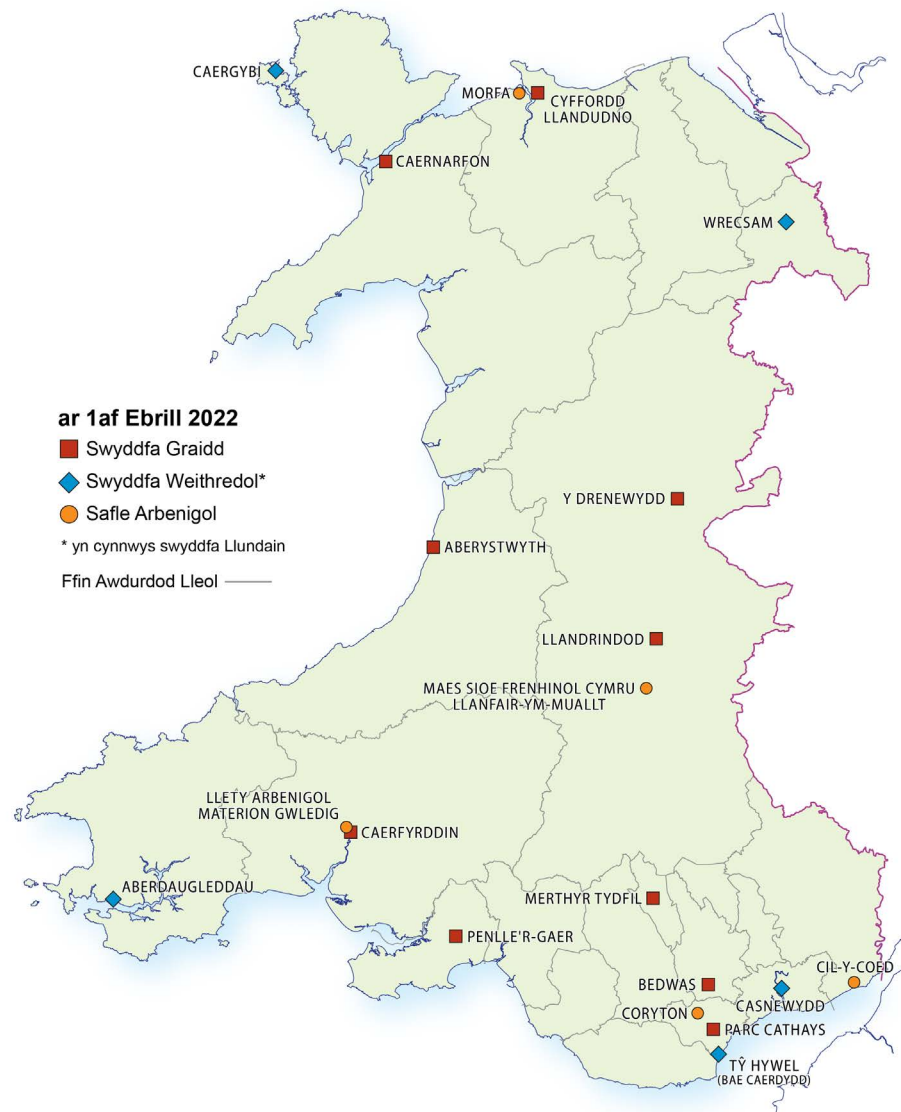 CAERGYBI
MORFA
CYFFORDD
LLANDUDNO
CAERNARFON
WRECSAM
ar 1af Ebrill 2022
Swyddfa Graidd
Swyddfa Weithredol*
Safle Arbenigol
* yn cynnwys swyddfa Llundain
Ffin Awdurdod Lleol
Y DRENEWYDD
ABERYSTWYTH
LLANDRINDOD
MAES SIOE FRENHINOL CYMRU
LLANFAIR-YM-MUALLT
LLETY ARBENIGOL
MATERION GWLEDIG
CAERFYRDDIN
ABERDAUGLEDDAU
MERTHYR TYDFIL
PENLLE'R-GAER
BEDWAS
CIL-Y-COED
CASNEWYDD
CORYTON
PARC CATHAYS
TŶ HYWEL
(BAE CAERDYDD)